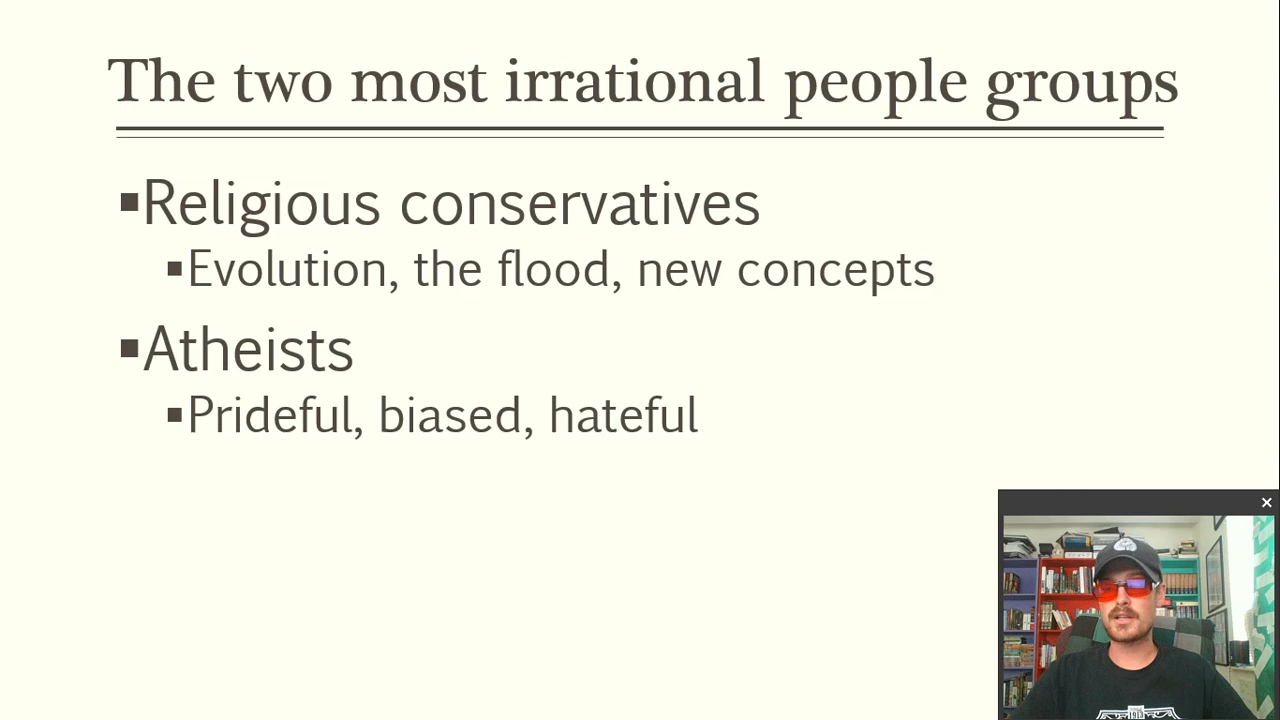 The two most irrational people groups
▪Religious conservatives
▪Evolution, the flood, new concepts
▪Atheists
▪Prideful, biased, hateful